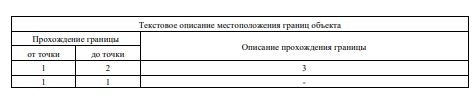 Текстовое описание местоположения границ объекта
Прохождение границы
Описание прохождения границы
от точки до точки
1 2 3
1 1 -